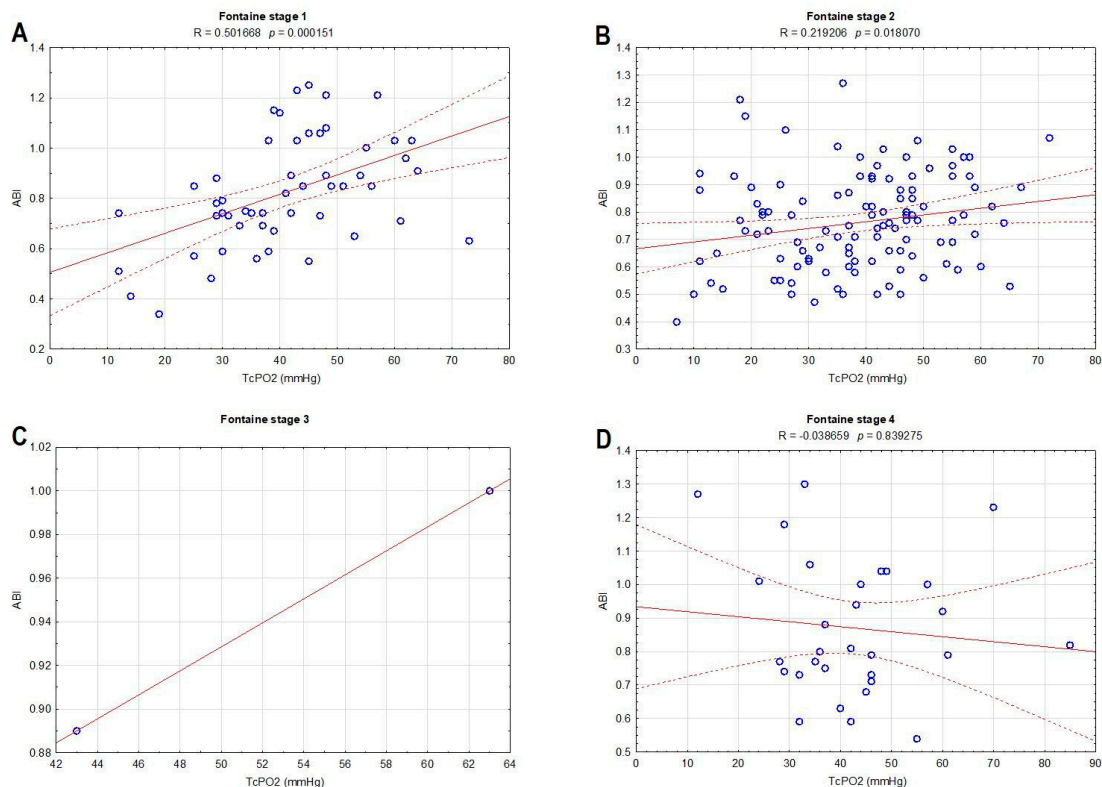 A
Fontaine stage 1
R = 0.501668 p = 0.000151
1.4
1.2
1.0
0.8
0.6
0.4
0.2
ABI
0 10 20 30 40 50 60 70 80
TcPO2 (mmHg)
B
Fontaine stage 2
R = 0.219206 p = 0.018070
1.4
1.3
1.2
1.1
1.0
0.9
0.8
0.7
0.6
0.5
0.4
0.3
ABI
0 10 20 30 40 50 60 70 80
TcPO2 (mmHg)
C
Fontaine stage 3
1.02
1.00
0.98
0.96
0.94
0.92
0.90
0.88
ABI
42 44 46 48 50 52 54 56 58 60 62 64
TcPO2 (mmHg)
D
Fontaine stage 4
R = -0.038659 p = 0.839275
1.4
1.3
1.2
1.1
1.0
0.9
0.8
0.7
0.6
0.5
ABI
0 10 20 30 40 50 60 70 80 90
TcPO2 (mmHg)